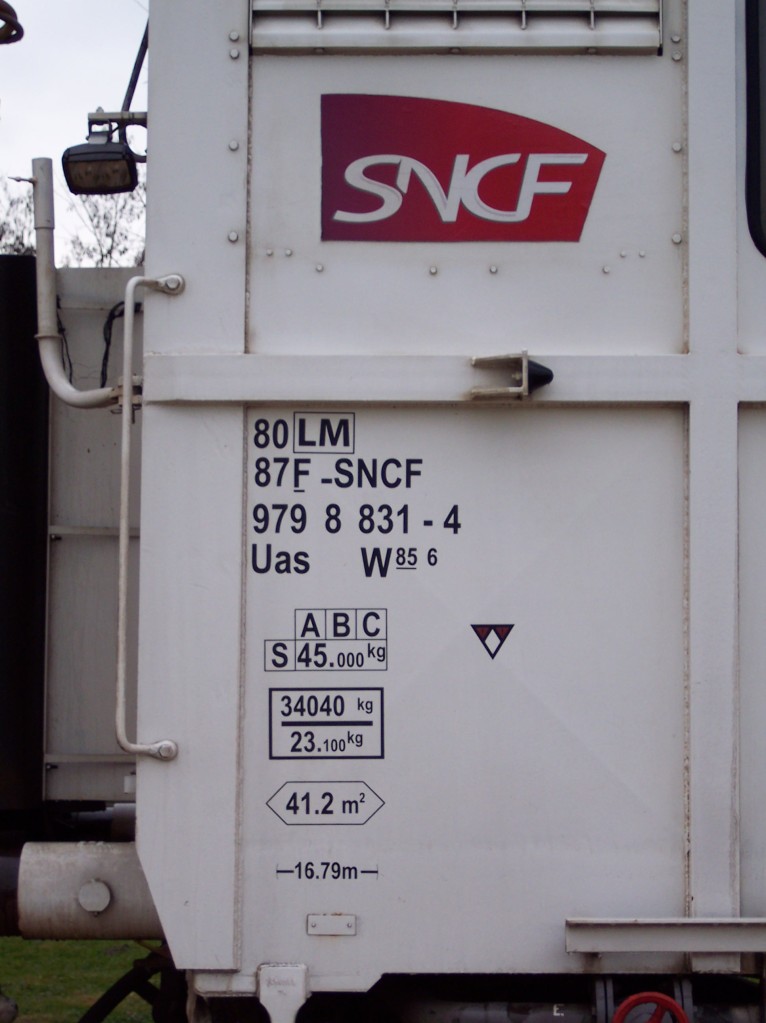 SNCF
80 LM
87F -SNCF
979 8 831 - 4
Uas W 85 6
A B C
S 45.000 kg
34040 kg
23.100 kg
41.2 m²
16.79m
E.